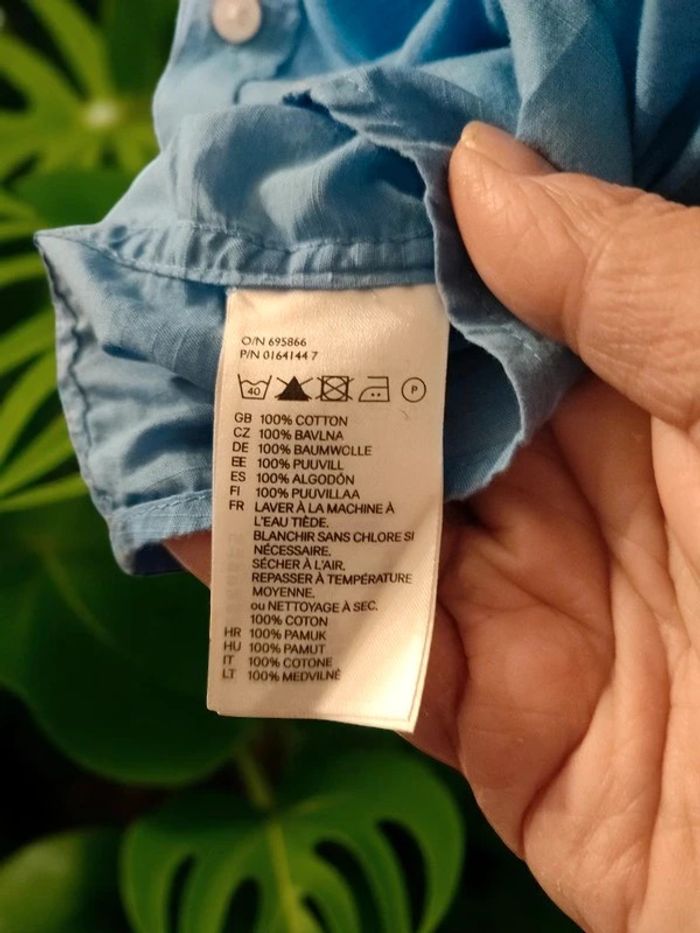 O/N 695866
P/N 0164144 7
40 P
GB 100% COTTON
CZ 100% BAVLNA
DE 100% BAUMWOLLE
EE 100% PUUVILL
ES 100% ALGODÓN
FI 100% PUUVILLAA
FR LAVER À LA MACHINE À
L'EAU TIÈDE.
BLANCHIR SANS CHLORE SI
NÉCESSAIRE.
SÉCHER À L'AIR.
REPASSER À TEMPÉRATURE
MOYENNE.
ou NETTOYAGE À SEC.
100% COTON
HR 100% PAMUK
HU 100% PAMUT
IT 100% COTONE
LT 100% MEDVILNĖ